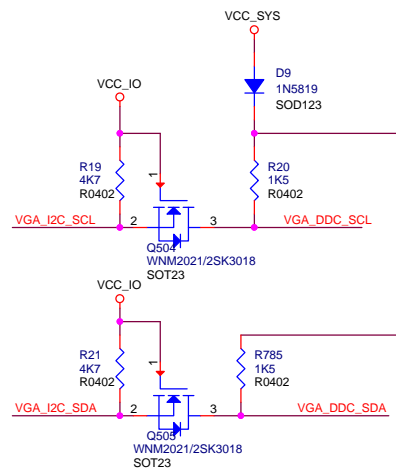 VCC_SYS
D9
1N5819
SOD123
VCC_IO
R19
4K7
R0402
1
R20
1K5
R0402
VGA_I2C_SCL
2
3
VGA_DDC_SCL
Q504
WNM2021/2SK3018
SOT23
VCC_IO
R21
4K7
R0402
1
R785
1K5
R0402
VGA_I2C_SDA
2
3
VGA_DDC_SDA
Q505
WNM2021/2SK3018
SOT23